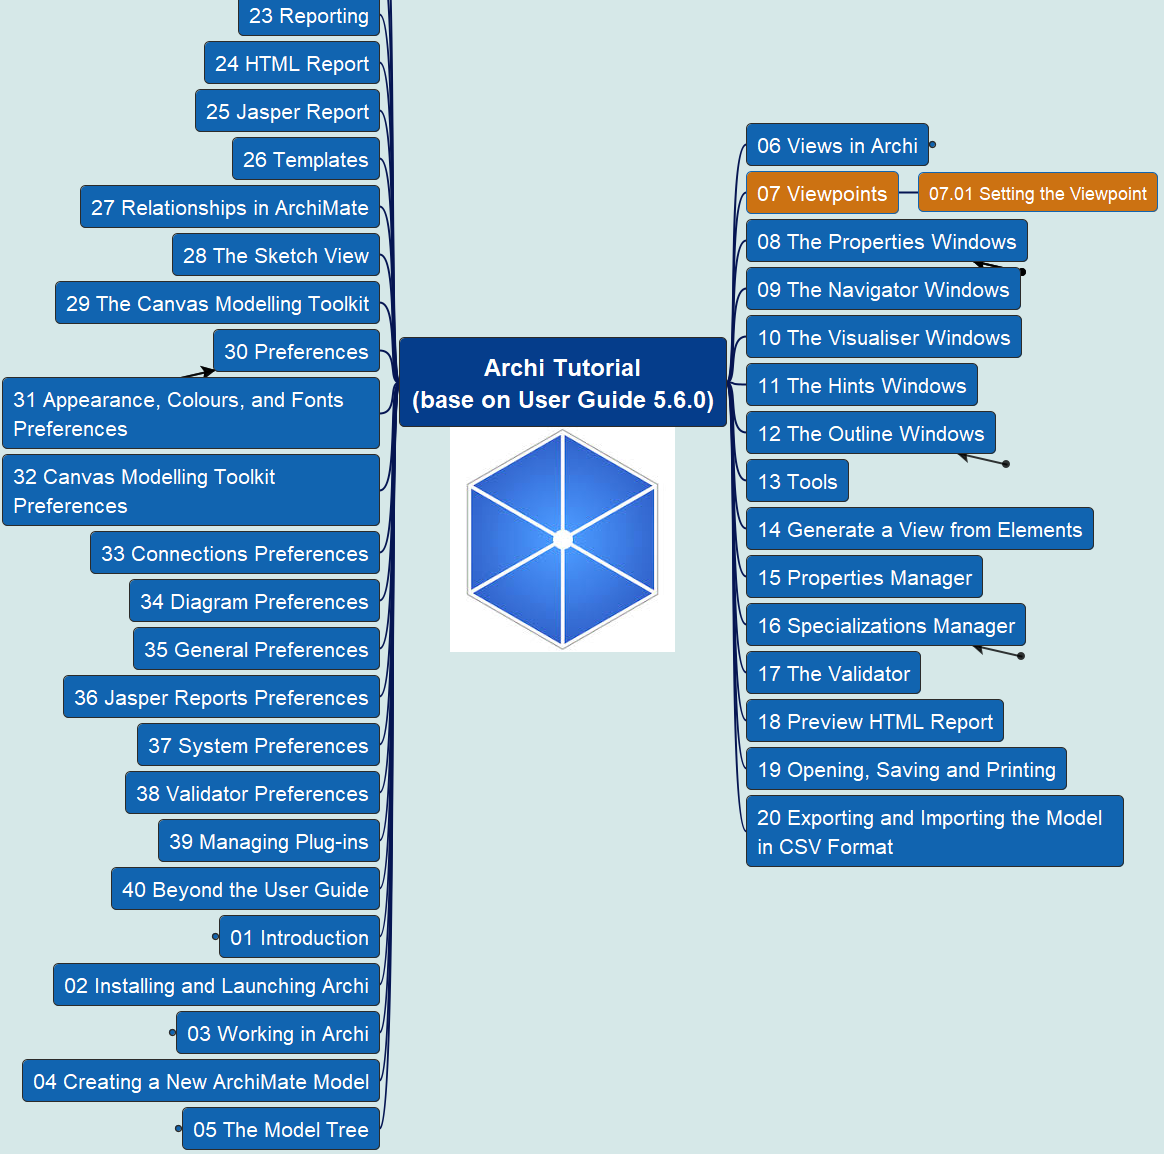 23 Reporting
24 HTML Report
25 Jasper Report
26 Templates
27 Relationships in ArchiMate
28 The Sketch View
29 The Canvas Modelling Toolkit
30 Preferences
31 Appearance, Colours, and Fonts
Preferences
32 Canvas Modelling Toolkit
Preferences
33 Connections Preferences
34 Diagram Preferences
35 General Preferences
36 Jasper Reports Preferences
37 System Preferences
38 Validator Preferences
39 Managing Plug-ins
40 Beyond the User Guide
01 Introduction
02 Installing and Launching Archi
03 Working in Archi
04 Creating a New ArchiMate Model
05 The Model Tree
Archi Tutorial
(base on User Guide 5.6.0)
06 Views in Archi
07 Viewpoints
07.01 Setting the Viewpoint
08 The Properties Windows
09 The Navigator Windows
10 The Visualiser Windows
11 The Hints Windows
12 The Outline Windows
13 Tools
14 Generate a View from Elements
15 Properties Manager
16 Specializations Manager
17 The Validator
18 Preview HTML Report
19 Opening, Saving and Printing
20 Exporting and Importing the Model
in CSV Format